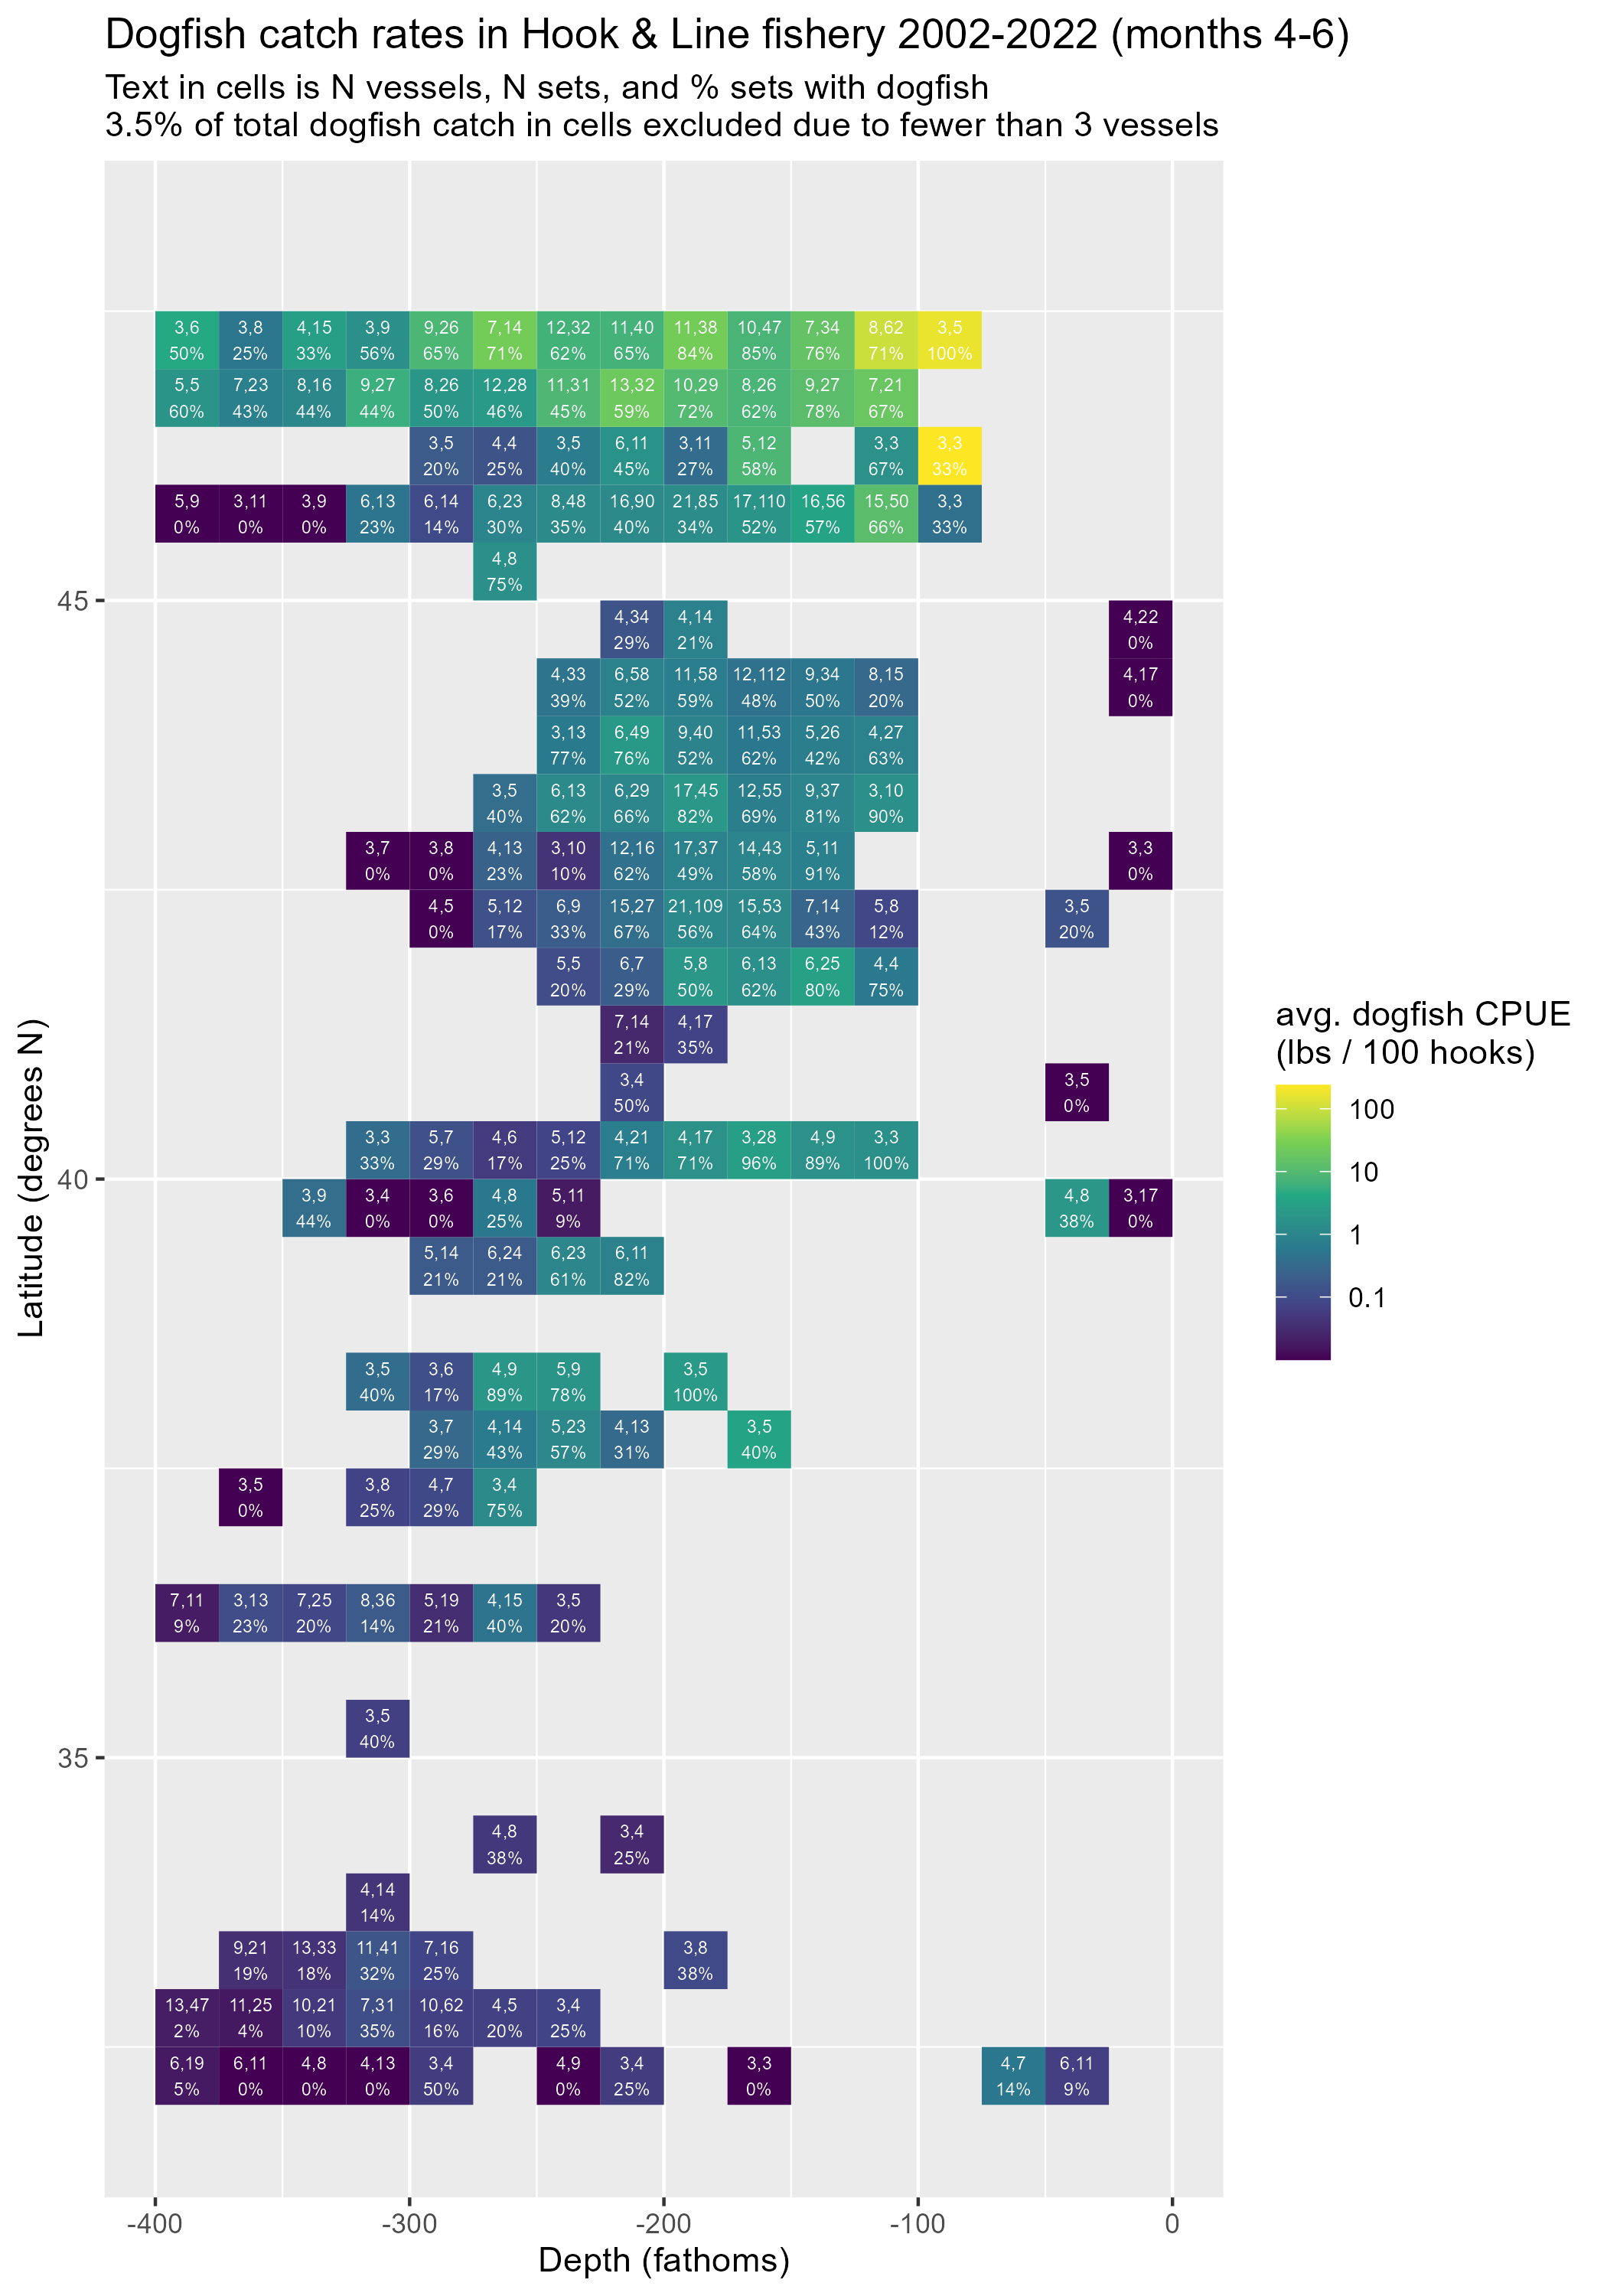 Dogfish catch rates in Hook & Line fishery 2002-2022 (months 4-6)
Text in cells is N vessels, N sets, and % sets with dogfish
3.5% of total dogfish catch in cells excluded due to fewer than 3 vessels
3,6 3,8 4,15 3,9 9,26 7,14 12,32 11,40 11,38 10,47 7,34 8,62 3,5
50% 25% 33% 56% 65% 71% 62% 65% 84% 85% 76% 71% 100%
5,5 7,23 8,16 9,27 8,26 12,28 11,31 13,32 10,29 8,26 9,27 7,21
60% 43% 44% 44% 50% 46% 45% 59% 72% 62% 78% 67%
3,5 4,4 3,5 6,11 3,11 5,12 3,3 3,3
20% 25% 40% 45% 27% 58% 67% 33%
5,9 3,11 3,9 6,13 6,14 6,23 8,48 16,90 21,85 17,110 16,56 15,50 3,3
0% 0% 0% 23% 14% 30% 35% 40% 34% 52% 57% 66% 33%
4,8
75%
45
4,34 4,14 4,22
29% 21% 0%
4,33 6,58 11,58 12,112 9,34 8,15 4,17
39% 52% 59% 48% 50% 20% 0%
3,13 6,49 9,40 11,53 5,26 4,27
77% 76% 52% 62% 42% 63%
3,5 6,13 6,29 17,45 12,55 9,37 3,10
40% 62% 66% 82% 69% 81% 90%
3,7 3,8 4,13 3,10 12,16 17,37 14,43 5,11 3,3
0% 0% 23% 10% 62% 49% 58% 91% 0%
4,5 5,12 6,9 15,27 21,109 15,53 7,14 5,8 3,5
0% 17% 33% 67% 56% 64% 43% 12% 20%
5,5 6,7 5,8 6,13 6,25 4,4
20% 29% 50% 62% 80% 75%
7,14 4,17
21% 35%
3,4 3,5
50% 0%
3,3 5,7 4,6 5,12 4,21 4,17 3,28 4,9 3,3
33% 29% 17% 25% 71% 71% 96% 89% 100%
40
3,9 3,4 3,6 4,8 5,11 4,8 3,17
44% 0% 0% 25% 9% 38% 0%
5,14 6,24 6,23 6,11
21% 21% 61% 82%
3,5 3,6 4,9 5,9 3,5
40% 17% 89% 78% 100%
3,7 4,14 5,23 4,13 3,5
29% 43% 57% 31% 40%
3,5 3,8 4,7 3,4
0% 25% 29% 75%
7,11 3,13 7,25 8,36 5,19 4,15 3,5
9% 23% 20% 14% 21% 40% 20%
3,5
40%
35
4,8 3,4
38% 25%
4,14
14%
9,21 13,33 11,41 7,16 3,8
19% 18% 32% 25% 38%
13,47 11,25 10,21 7,31 10,62 4,5 3,4
2% 4% 10% 35% 16% 20% 25%
6,19 6,11 4,8 4,13 3,4 4,9 3,4 3,3 4,7 6,11
5% 0% 0% 0% 50% 0% 25% 0% 14% 9%
-400 -300 -200 -100 0
Depth (fathoms)
Latitude (degrees N)
avg. dogfish CPUE
(lbs / 100 hooks)
100
10
1
0.1